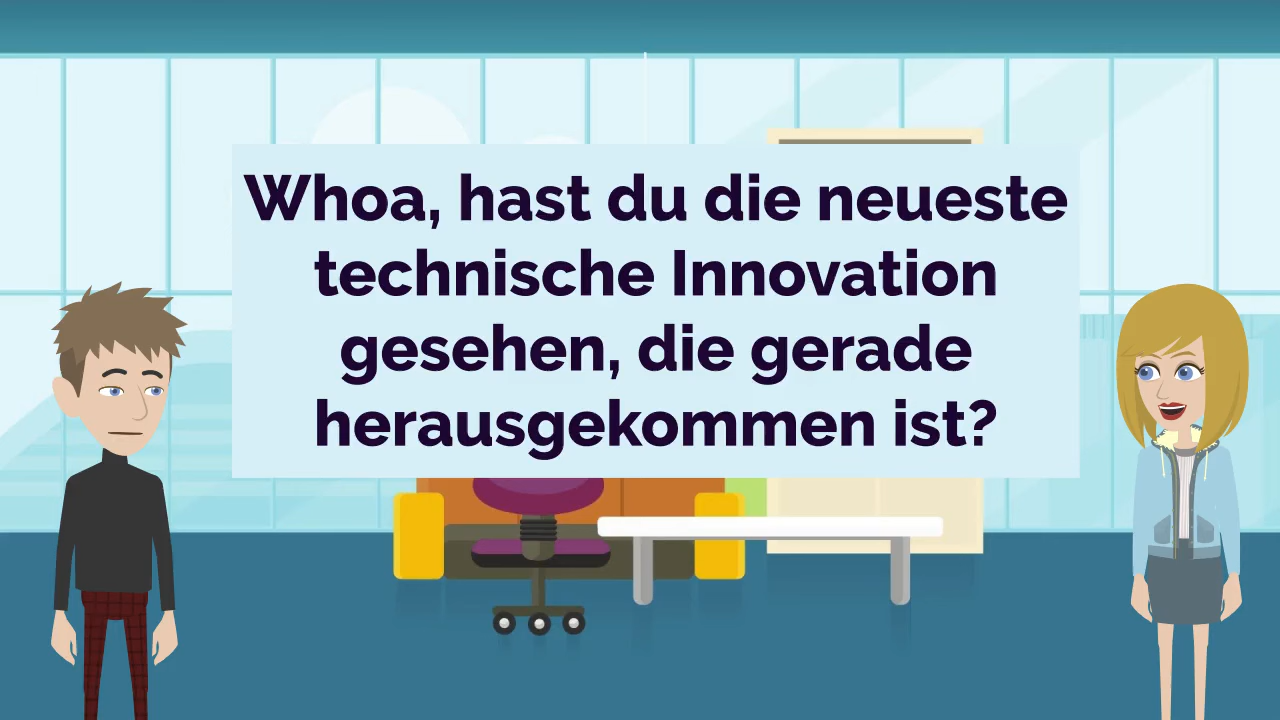 Whoa, hast du die neueste
technische Innovation
gesehen, die gerade
herausgekommen ist?